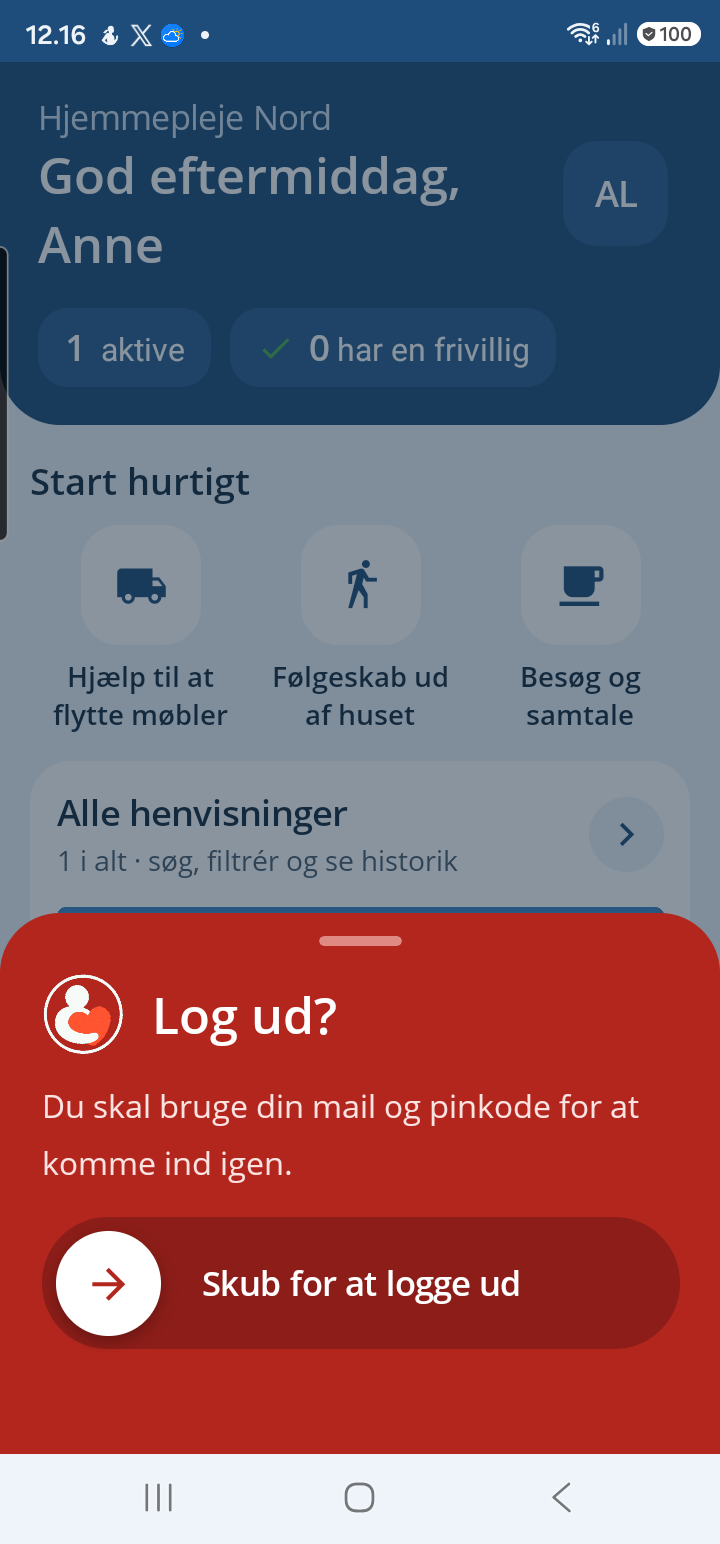 12.16
6
100
Hjemmepleje Nord
God eftermiddag,
Anne
AL
1 aktive
0 har en frivillig
Start hurtigt
Hjælp til at
flytte møbler
Følgeskab ud
af huset
Besøg og
samtale
Alle henvisninger
1 i alt · søg, filtrér og se historik
Log ud?
Du skal bruge din mail og pinkode for at
komme ind igen.
Skub for at logge ud